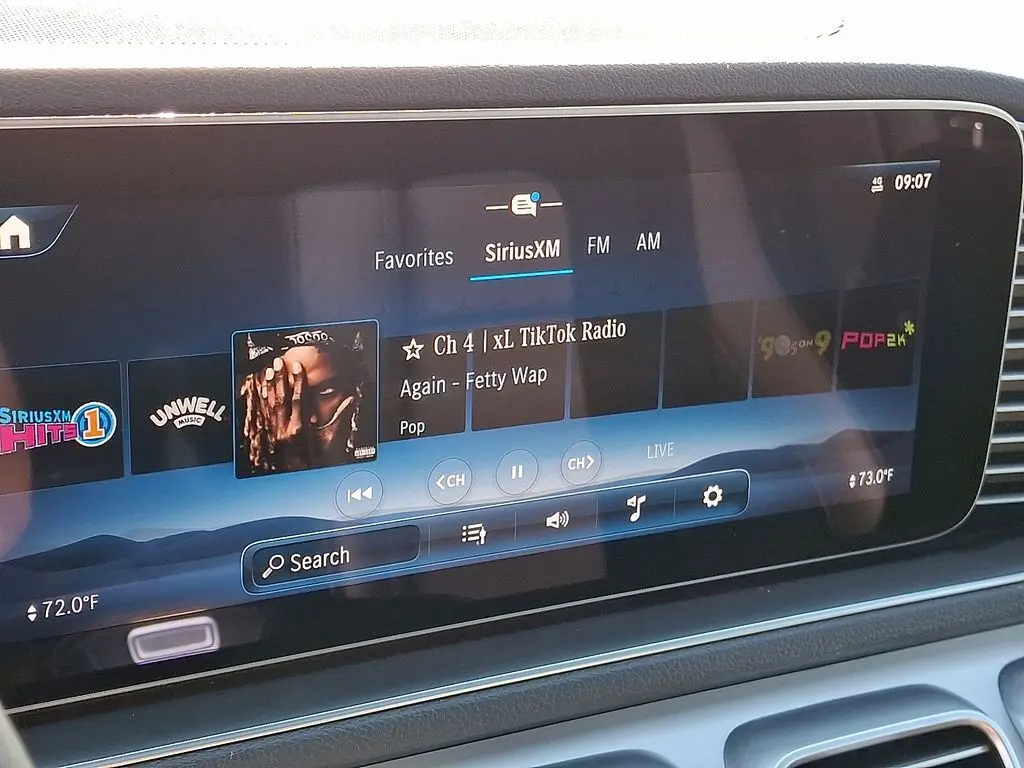 4G 09:07
Favorites SiriusXM FM AM
SIRIUSXM HITS 1
UNWELL MUSIC
Ch 4 | xL TikTok Radio
Again - Fetty Wap
Pop
'90s ON 9
POP2K*
<CH CH> LIVE
73.0°F
Search
72.0°F